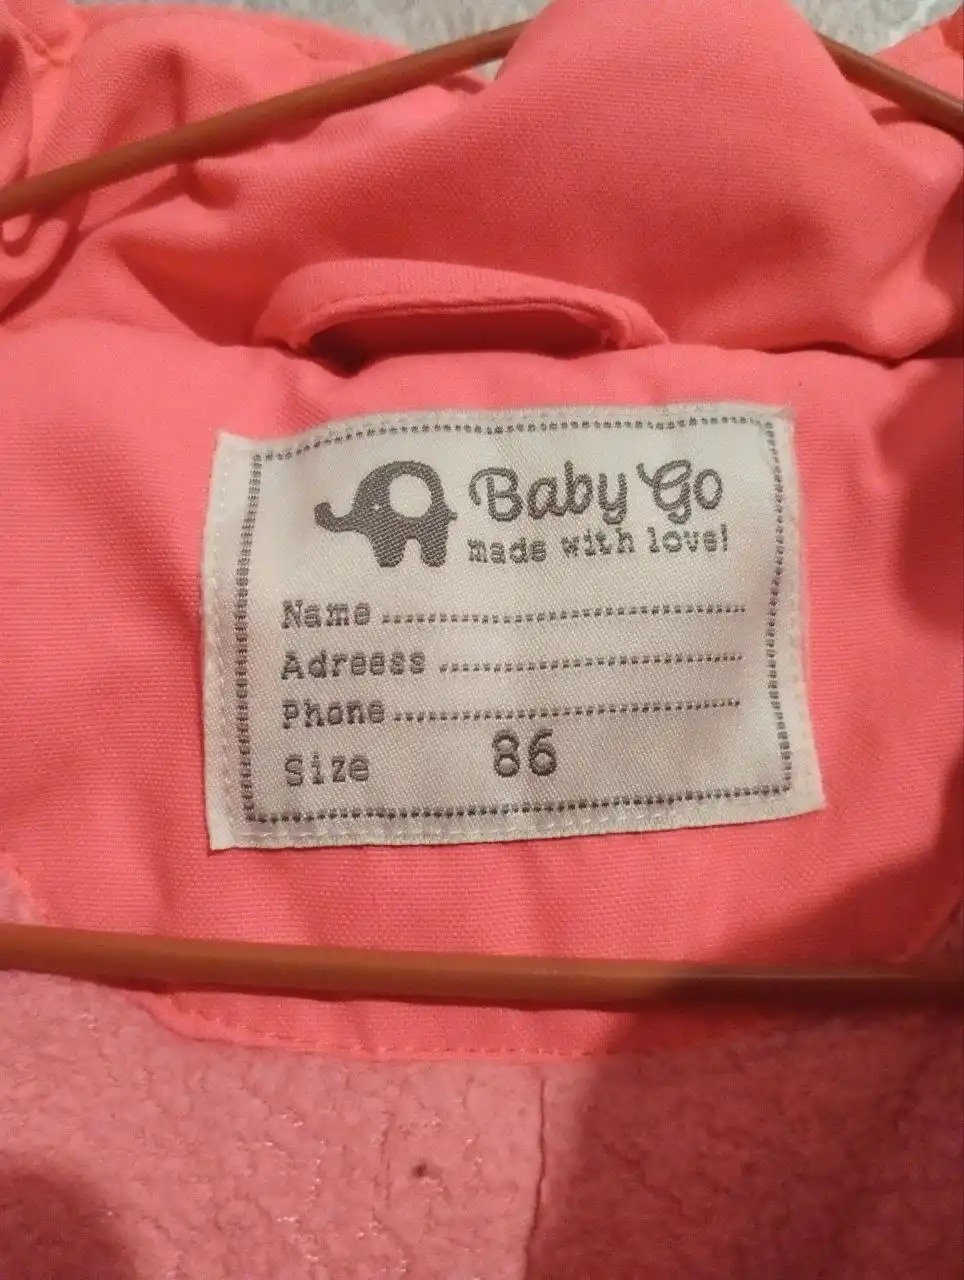 Baby Go
made with love!
Name
Adreess
Phone
Size 86